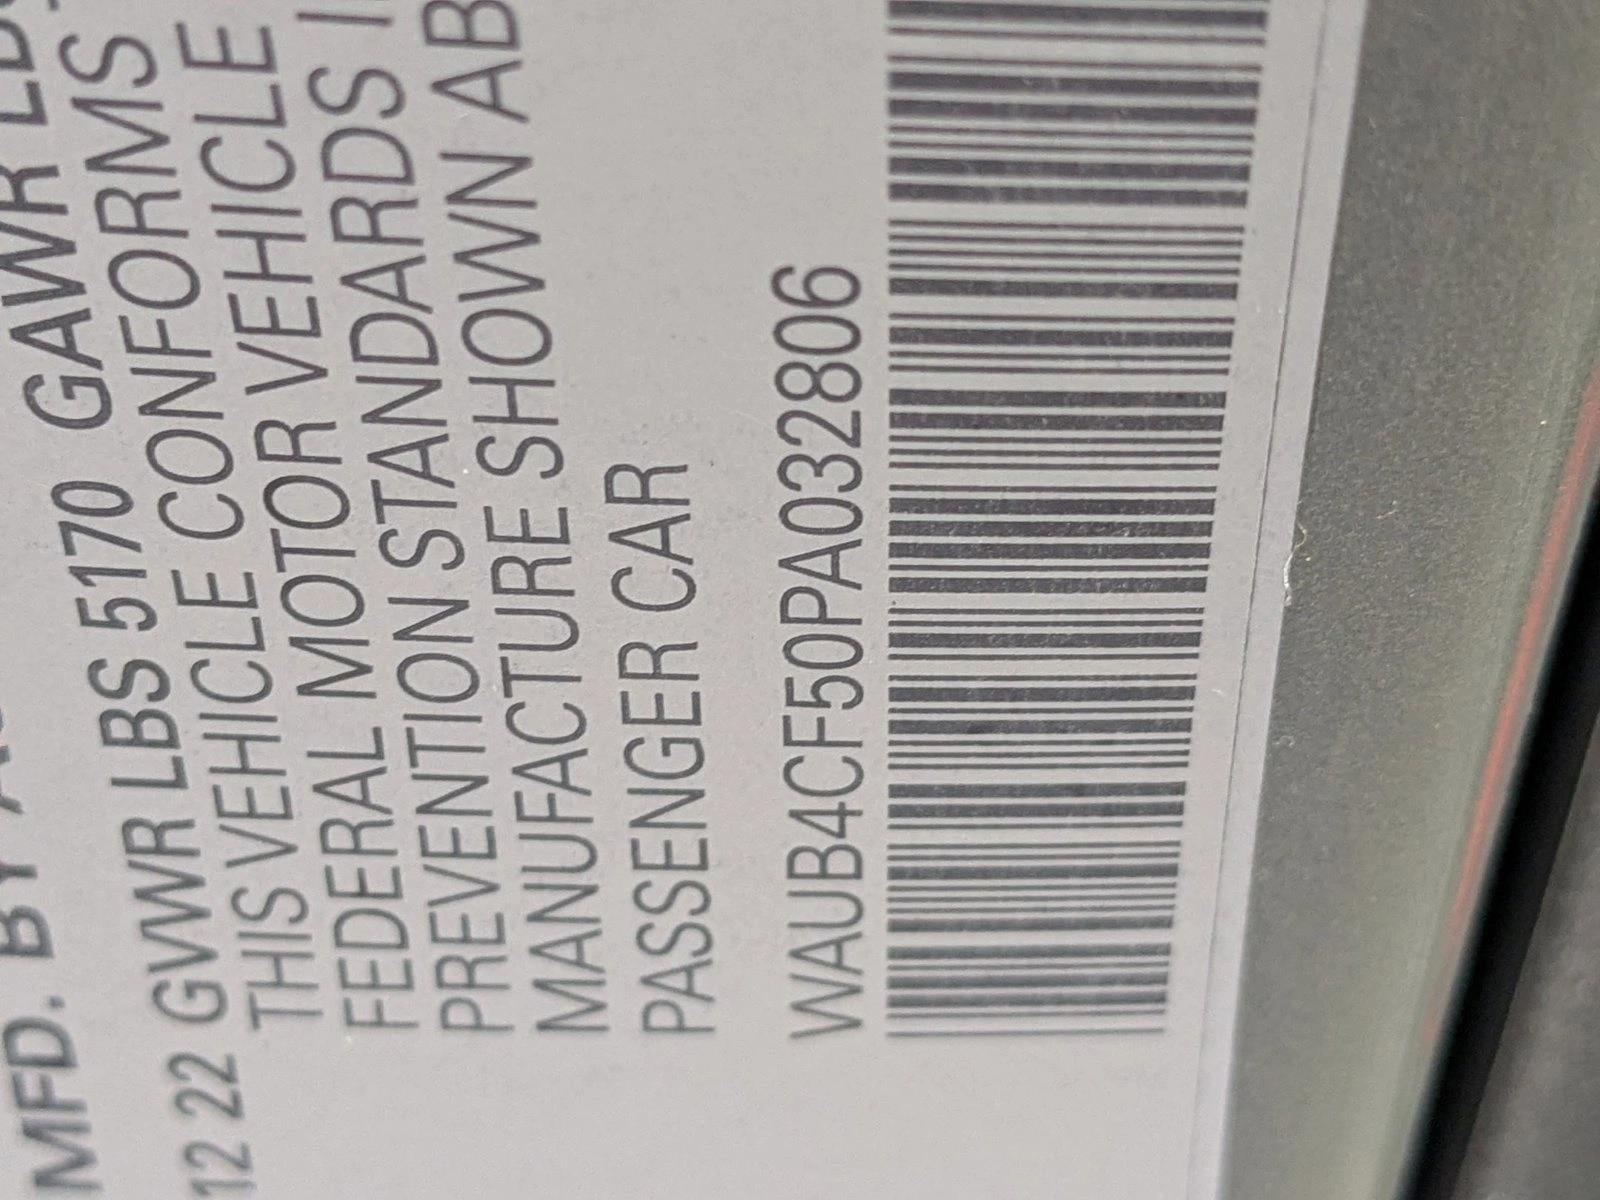 MFD. BY
12 22 GVWR LBS 5170 GAWR
THIS VEHICLE CONFORMS
FEDERAL MOTOR VEHICLE
PREVENTION STANDARDS
MANUFACTURE SHOWN AB
PASSENGER CAR
WAUB4CF50PA032806